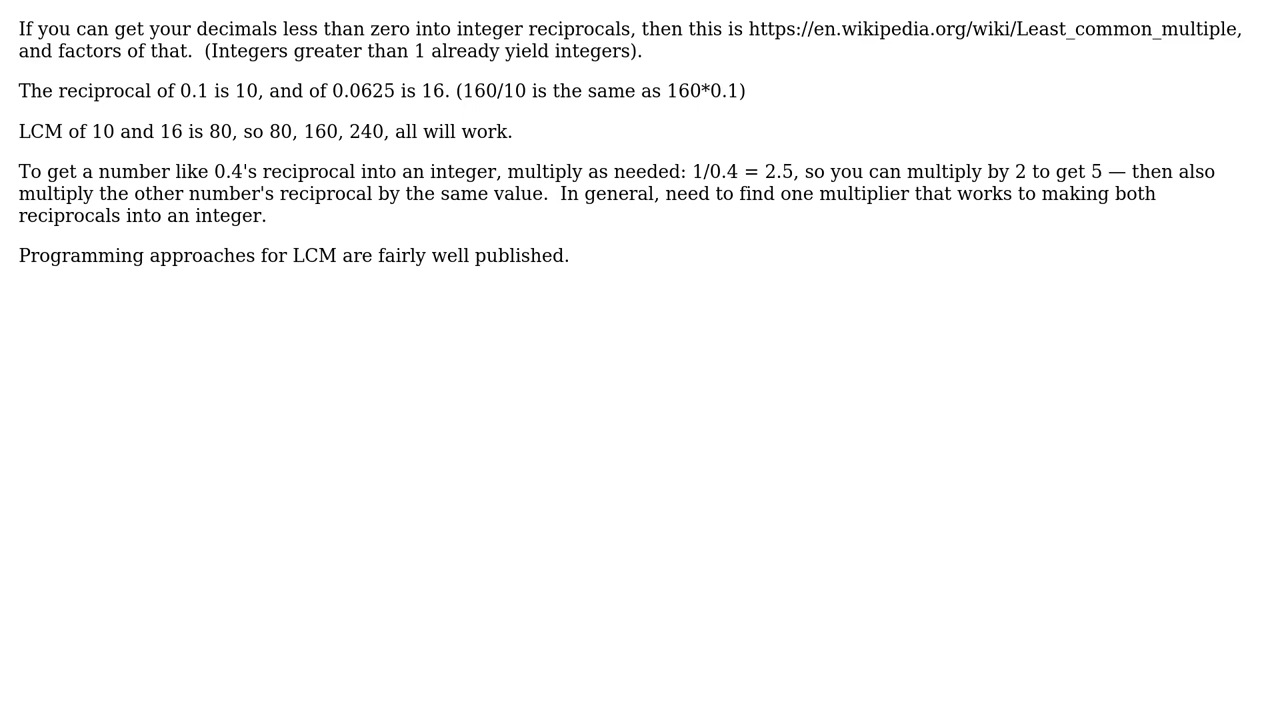 If you can get your decimals less than zero into integer reciprocals, then this is https://en.wikipedia.org/wiki/Least_common_multiple,
and factors of that.  (Integers greater than 1 already yield integers).
The reciprocal of 0.1 is 10, and of 0.0625 is 16. (160/10 is the same as 160*0.1)
LCM of 10 and 16 is 80, so 80, 160, 240, all will work.
To get a number like 0.4's reciprocal into an integer, multiply as needed: 1/0.4 = 2.5, so you can multiply by 2 to get 5 — then also
multiply the other number's reciprocal by the same value.  In general, need to find one multiplier that works to making both
reciprocals into an integer.
Programming approaches for LCM are fairly well published.